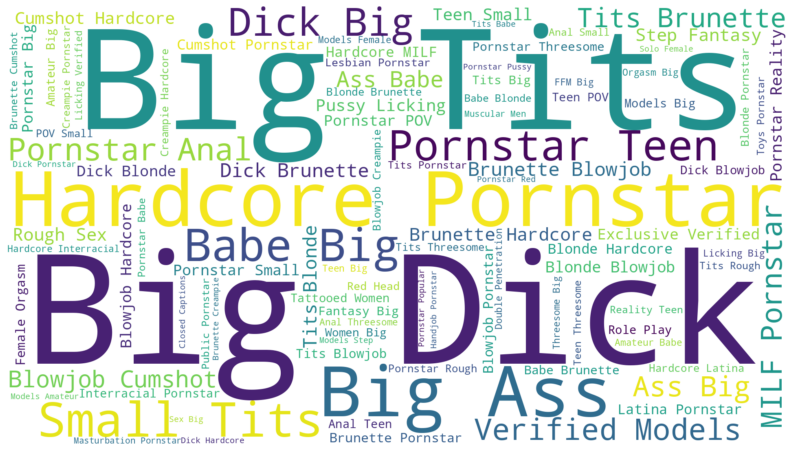 Cumshot Hardcore
Dick Big
Teen Small
Tits Babe
Anal Small
Tits Brunette
Big Tits
Cumshot Pornstar
Models Female
Hardcore MILF
Lesbian Pornstar
Pornstar Threesome
Step Fantasy
Solo Female
Brunette Cumshot
Pornstar Big
Amateur Big
Creampie Pornstar
Licking Verified
Creampie Hardcore
Ass Babe
Blonde Brunette
Pussy Licking
Pornstar POV
Pornstar Pussy
Tits Big
FFM Big
Orgasm Big
Babe Blonde
Teen POV
Models Big
Muscular Men
Blonde Pornstar
Toys Pornstar
Pornstar Reality
POV Small
Pornstar Anal
Pornstar Teen
Dick Pornstar
Dick Blonde
Dick Brunette
Blowjob Creampie
Tits Pornstar
Brunette Blowjob
Dick Blowjob
Pornstar Red
Hardcore Pornstar
Rough Sex
Hardcore Interracial
Blowjob Hardcore
Pornstar Babe
Babe Big
Tits Blonde
Brunette Hardcore
Exclusive Verified
Tits Threesome
Blonde Hardcore
Licking Big
Tits Rough
MILF Pornstar
Big Dick
Female Orgasm
Pornstar Small
Closed Captions
Public Pornstar
Brunette Creampie
Teen Big
Red Head
Tattooed Women
Fantasy Big
Anal Threesome
Women Big
Models Step
Tits Blowjob
Pornstar Popular
Handjob Pornstar
Blowjob Pornstar
Double Penetration
Blonde Blowjob
Threesome Big
Teen Threesome
Reality Teen
Role Play
Amateur Babe
Blowjob Cumshot
Models Amateur
Interracial Pornstar
Pornstar Rough
Babe Brunette
Hardcore Latina
Big Ass
Ass Big
Small Tits
Sex Big
Latina Pornstar
Anal Teen
Verified Models
Masturbation Pornstar
Dick Hardcore
Brunette Pornstar